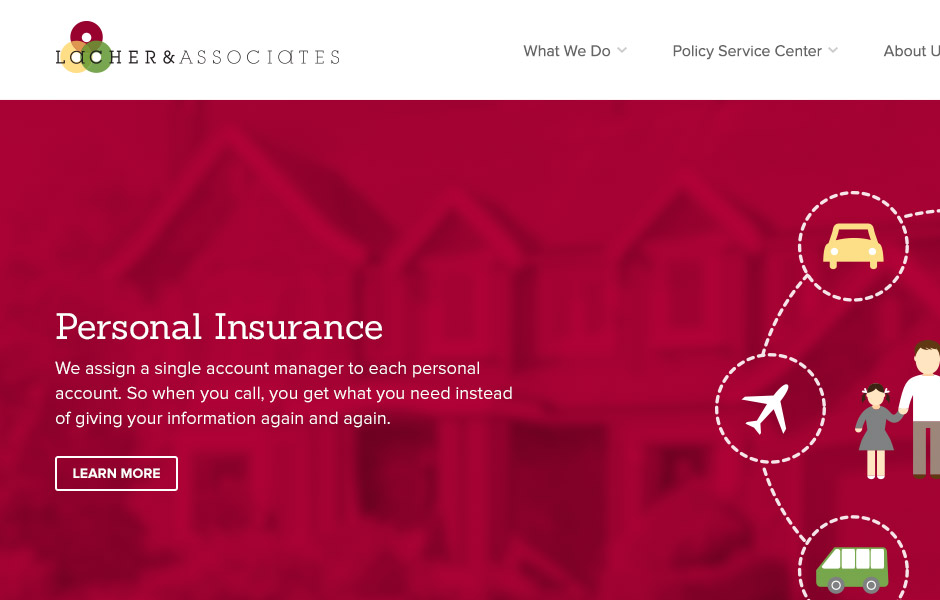 LACHER&ASSOCIATES
What We Do
Policy Service Center
About U
Personal Insurance
We assign a single account manager to each personal
account. So when you call, you get what you need instead
of giving your information again and again.
LEARN MORE